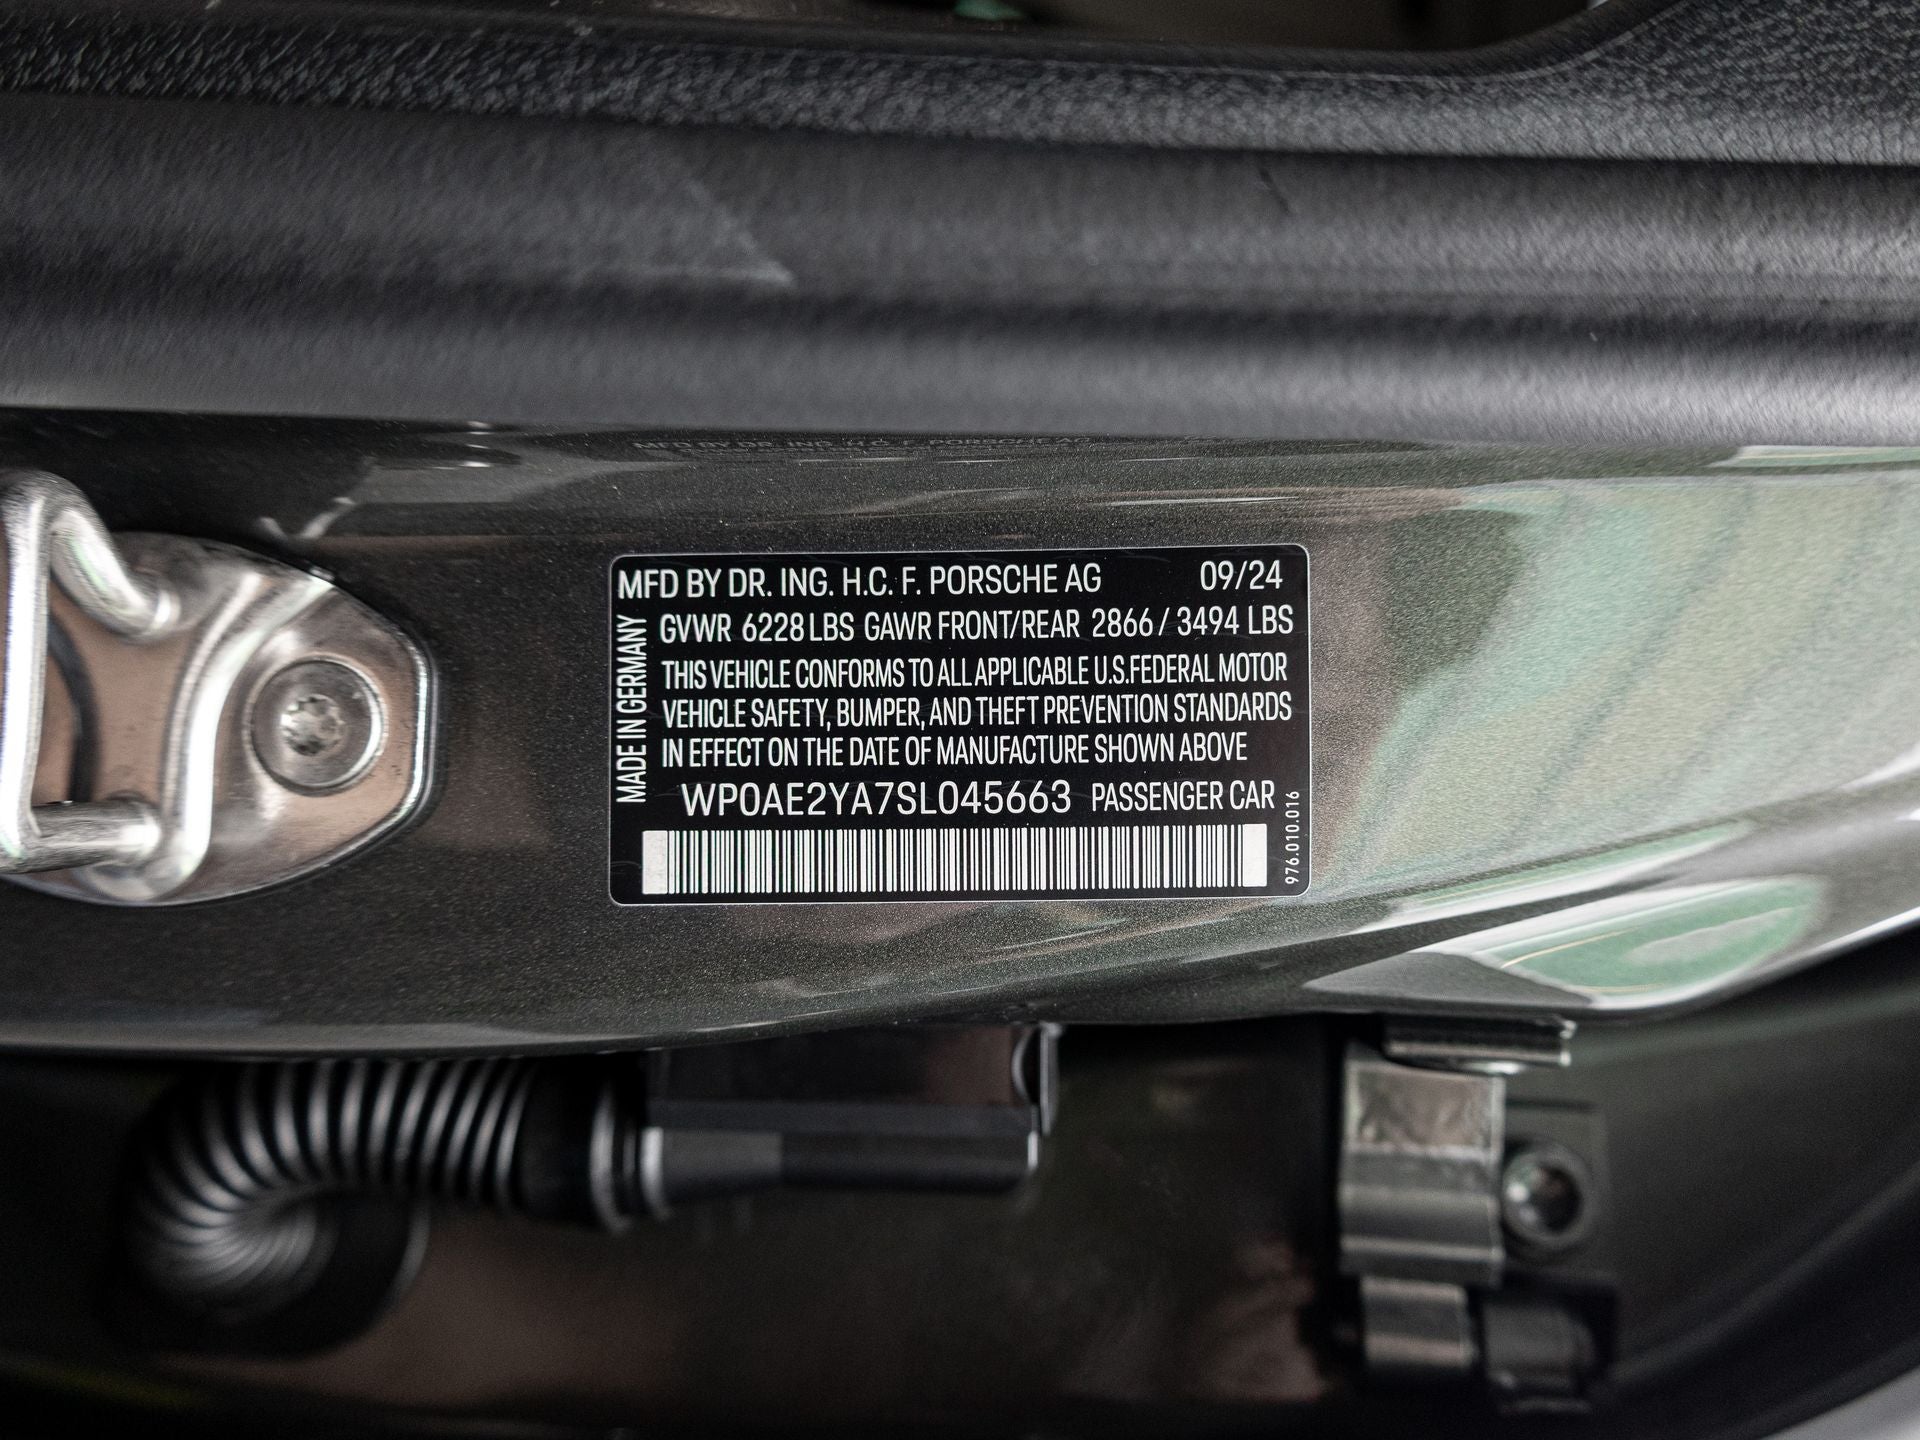 MFD BY DR. ING. H.C. F. PORSCHE AG 09/24
GVWR 6228 LBS GAWR FRONT/REAR 2866 / 3494 LBS
THIS VEHICLE CONFORMS TO ALL APPLICABLE U.S.FEDERAL MOTOR
VEHICLE SAFETY, BUMPER, AND THEFT PREVENTION STANDARDS
IN EFFECT ON THE DATE OF MANUFACTURE SHOWN ABOVE
WP0AE2YA7SL045663 PASSENGER CAR
MADE IN GERMANY
976.010.016